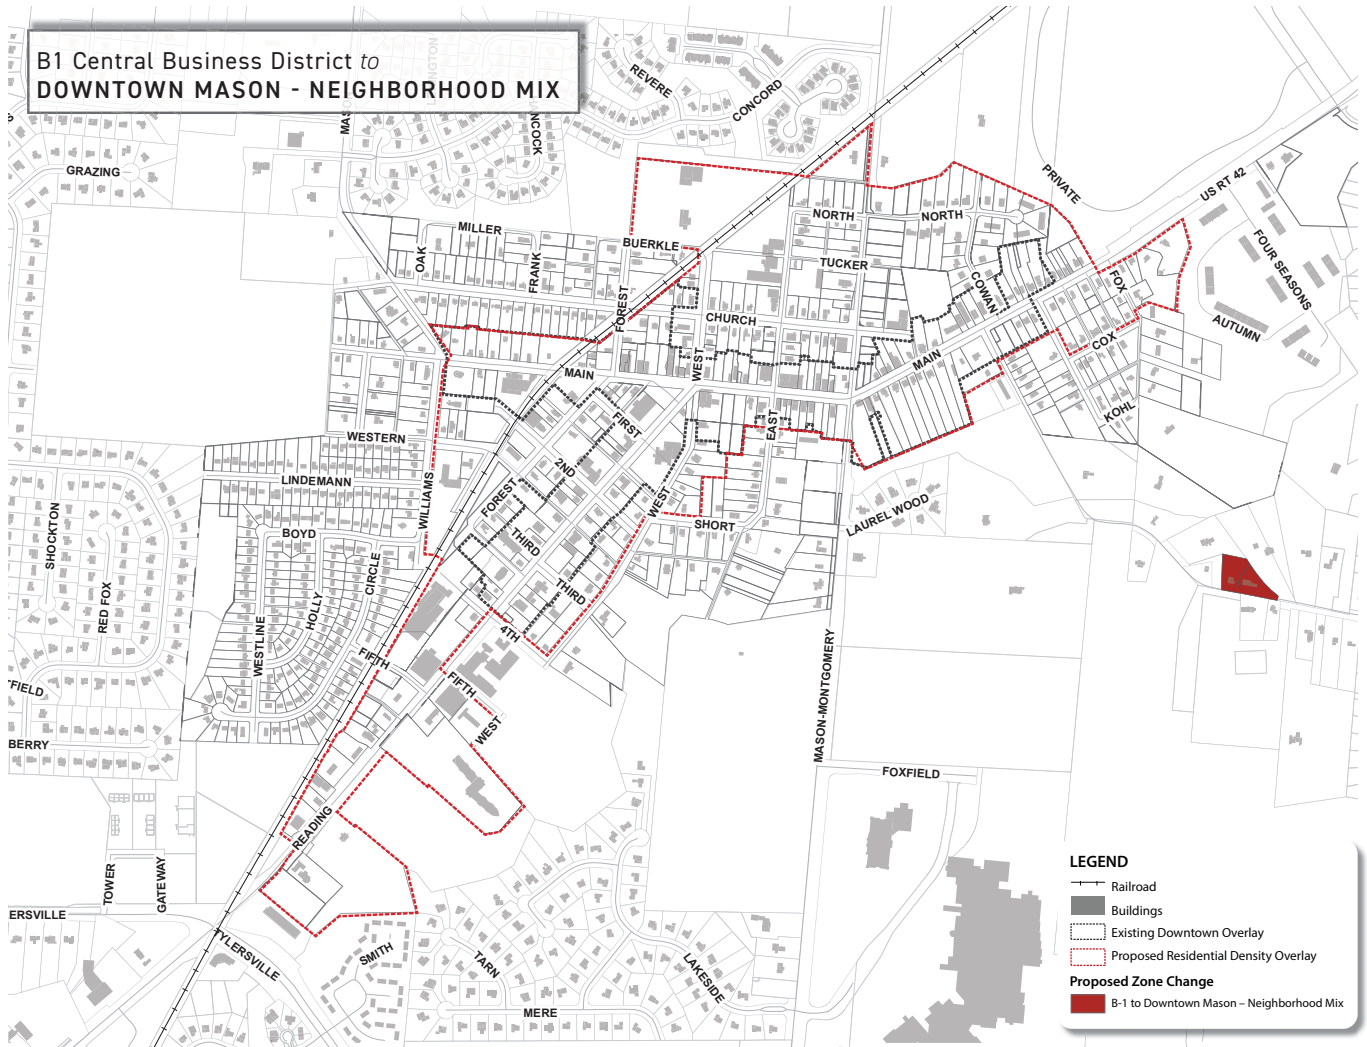 B1 Central Business District to
DOWNTOWN MASON - NEIGHBORHOOD MIX
REVERE
CONCORD
GRAZING
PRIVATE
US RT 42
MILLER
OAK
FRANK
BUERKLE
FOREST
NORTH
NORTH
TUCKER
COWAN
FOX
FOUR SEASONS
AUTUMN
CHURCH
WEST
MAIN
MAIN
COX
KOHL
EAST
FIRST
WESTERN
LINDEMANN
WILLIAMS
2ND
FOREST
THIRD
WEST
SHORT
LAUREL WOOD
SHOCKTON
BOYD
CIRCLE
HOLLY
RED FOX
WESTLINE
THIRD
4TH
FIFTH
FIFTH
WEST
MASON-MONTGOMERY
FOXFIELD
TFIELD
BERRY
READING
TOWER
GATEWAY
ERSVILLE
TYLERSVILLE
SMITH
TARN
LAKESIDE
MERE
LEGEND
Railroad
Buildings
Existing Downtown Overlay
Proposed Residential Density Overlay
Proposed Zone Change
B-1 to Downtown Mason – Neighborhood Mix